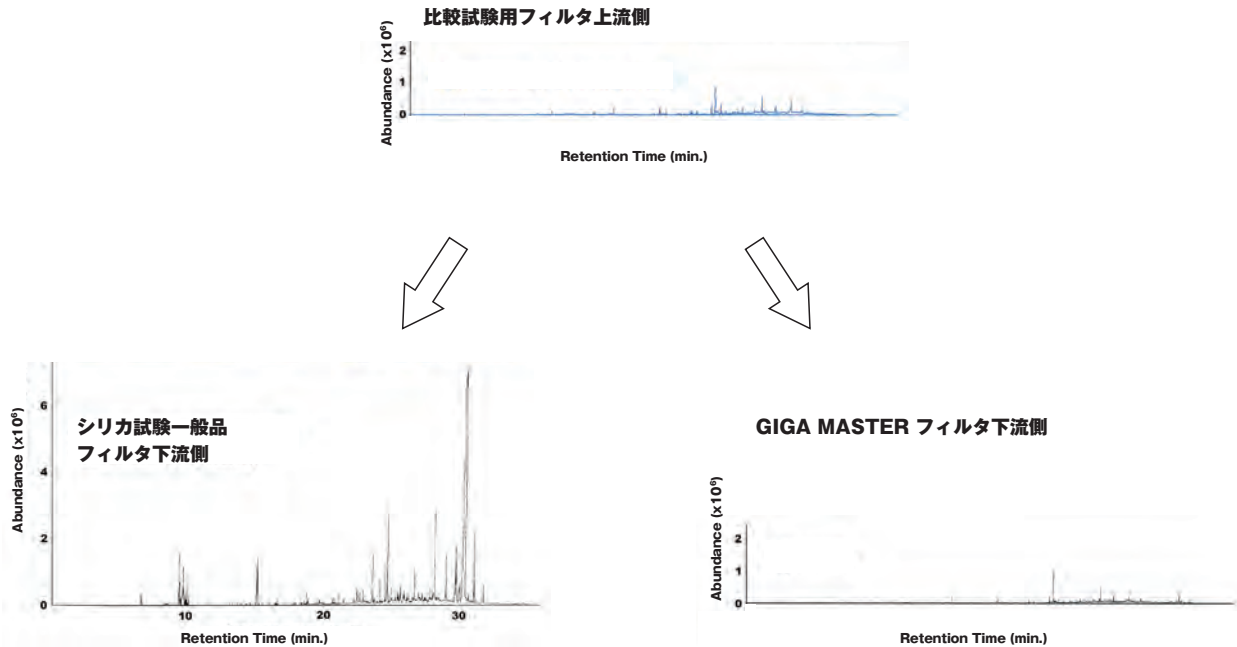 比較試験用フィルタ上流側
Abundance (x10⁶)
2
1
0
Retention Time (min.)
シリカ試験一般品
フィルタ下流側
Abundance (x10⁶)
6
4
2
0
10
20
30
Retention Time (min.)
GIGA MASTER フィルタ下流側
Abundance (x10⁶)
2
1
0
Retention Time (min.)